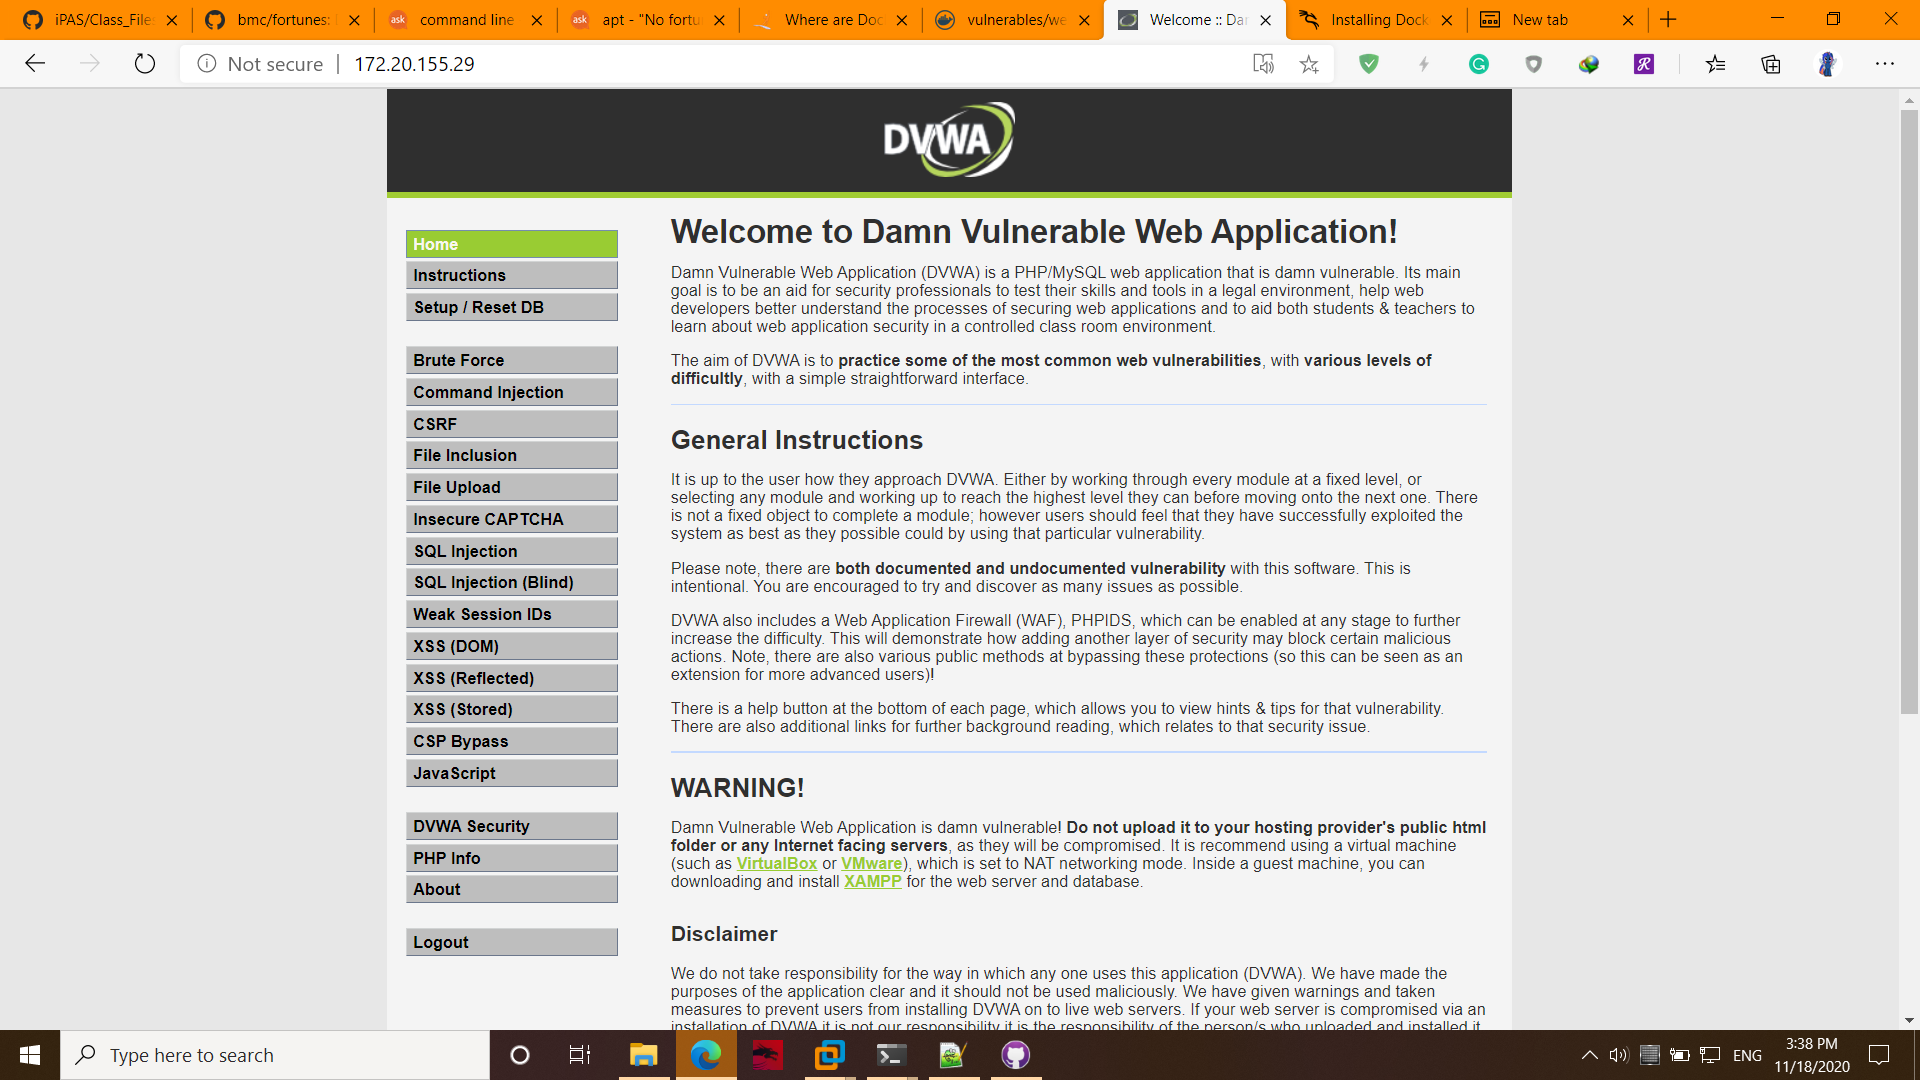 iPAS/Class_File
bmc/fortunes:
command line
apt - "No fortu
Where are Doc
vulnerables/we
Welcome :: Da
Installing Dock
New tab
Not secure | 172.20.155.29
DVWA
Home
Instructions
Setup / Reset DB
Brute Force
Command Injection
CSRF
File Inclusion
File Upload
Insecure CAPTCHA
SQL Injection
SQL Injection (Blind)
Weak Session IDs
XSS (DOM)
XSS (Reflected)
XSS (Stored)
CSP Bypass
JavaScript
DVWA Security
PHP Info
About
Logout
Welcome to Damn Vulnerable Web Application!
Damn Vulnerable Web Application (DVWA) is a PHP/MySQL web application that is damn vulnerable. Its main
goal is to be an aid for security professionals to test their skills and tools in a legal environment, help web
developers better understand the processes of securing web applications and to aid both students & teachers to
learn about web application security in a controlled class room environment.
The aim of DVWA is to practice some of the most common web vulnerabilities, with various levels of
difficultly, with a simple straightforward interface.
General Instructions
It is up to the user how they approach DVWA. Either by working through every module at a fixed level, or
selecting any module and working up to reach the highest level they can before moving onto the next one. There
is not a fixed object to complete a module; however users should feel that they have successfully exploited the
system as best as they possible could by using that particular vulnerability.
Please note, there are both documented and undocumented vulnerability with this software. This is
intentional. You are encouraged to try and discover as many issues as possible.
DVWA also includes a Web Application Firewall (WAF), PHPIDS, which can be enabled at any stage to further
increase the difficulty. This will demonstrate how adding another layer of security may block certain malicious
actions. Note, there are also various public methods at bypassing these protections (so this can be seen as an
extension for more advanced users)!
There is a help button at the bottom of each page, which allows you to view hints & tips for that vulnerability.
There are also additional links for further background reading, which relates to that security issue.
WARNING!
Damn Vulnerable Web Application is damn vulnerable! Do not upload it to your hosting provider's public html
folder or any Internet facing servers, as they will be compromised. It is recommend using a virtual machine
(such as VirtualBox or VMware), which is set to NAT networking mode. Inside a guest machine, you can
downloading and install XAMPP for the web server and database.
Disclaimer
We do not take responsibility for the way in which any one uses this application (DVWA). We have made the
purposes of the application clear and it should not be used maliciously. We have given warnings and taken
measures to prevent users from installing DVWA on to live web servers. If your web server is compromised via an
installation of DVWA it is not our responsibility it is the responsibility of the person/s who uploaded and installed it.
Type here to search
ENG
3:38 PM
11/18/2020